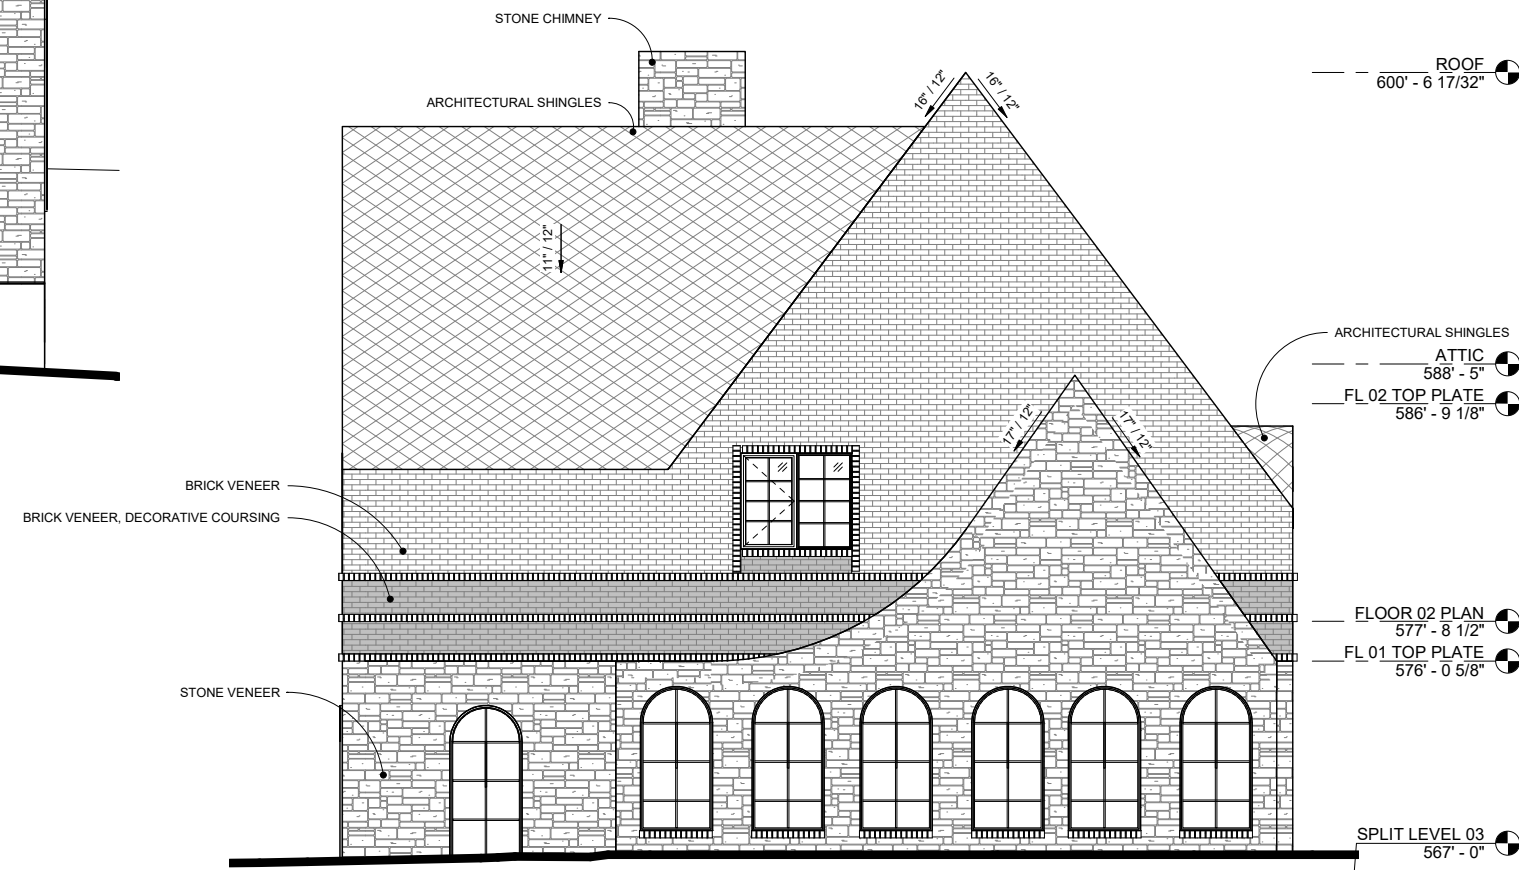 STONE CHIMNEY
ARCHITECTURAL SHINGLES
16" / 12"
16" / 12"
ROOF
600' - 6 17/32"
11" / 12"
ARCHITECTURAL SHINGLES
ATTIC
588' - 5"
FL 02 TOP PLATE
586' - 9 1/8"
17" / 12"
17" / 12"
BRICK VENEER
BRICK VENEER, DECORATIVE COURSING
FLOOR 02 PLAN
577' - 8 1/2"
FL 01 TOP PLATE
576' - 0 5/8"
STONE VENEER
SPLIT LEVEL 03
567' - 0"